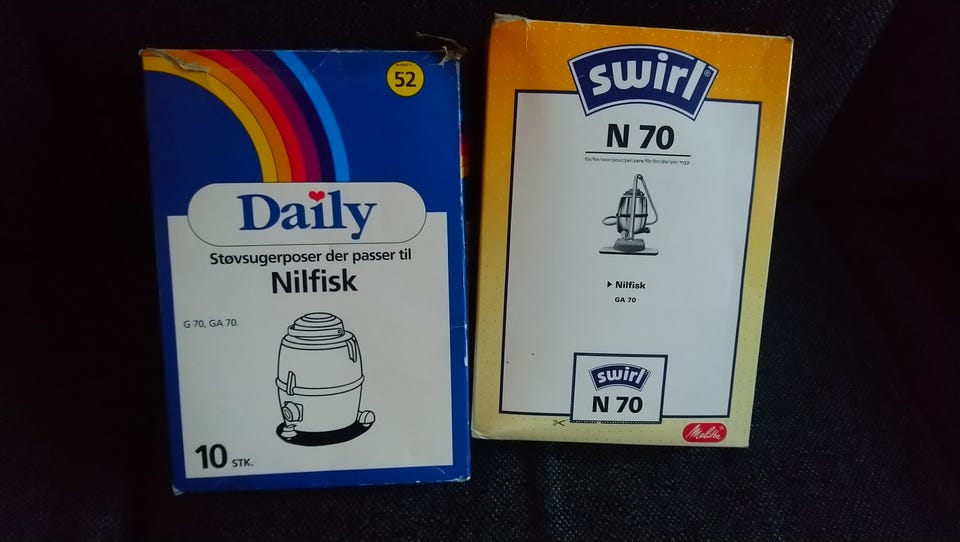 52
Daily
Støvsugerposer der passer til
Nilfisk
G 70, GA 70.
10 STK.
swirl®
N 70
Nilfisk
GA 70
swirl
N 70
Melitta